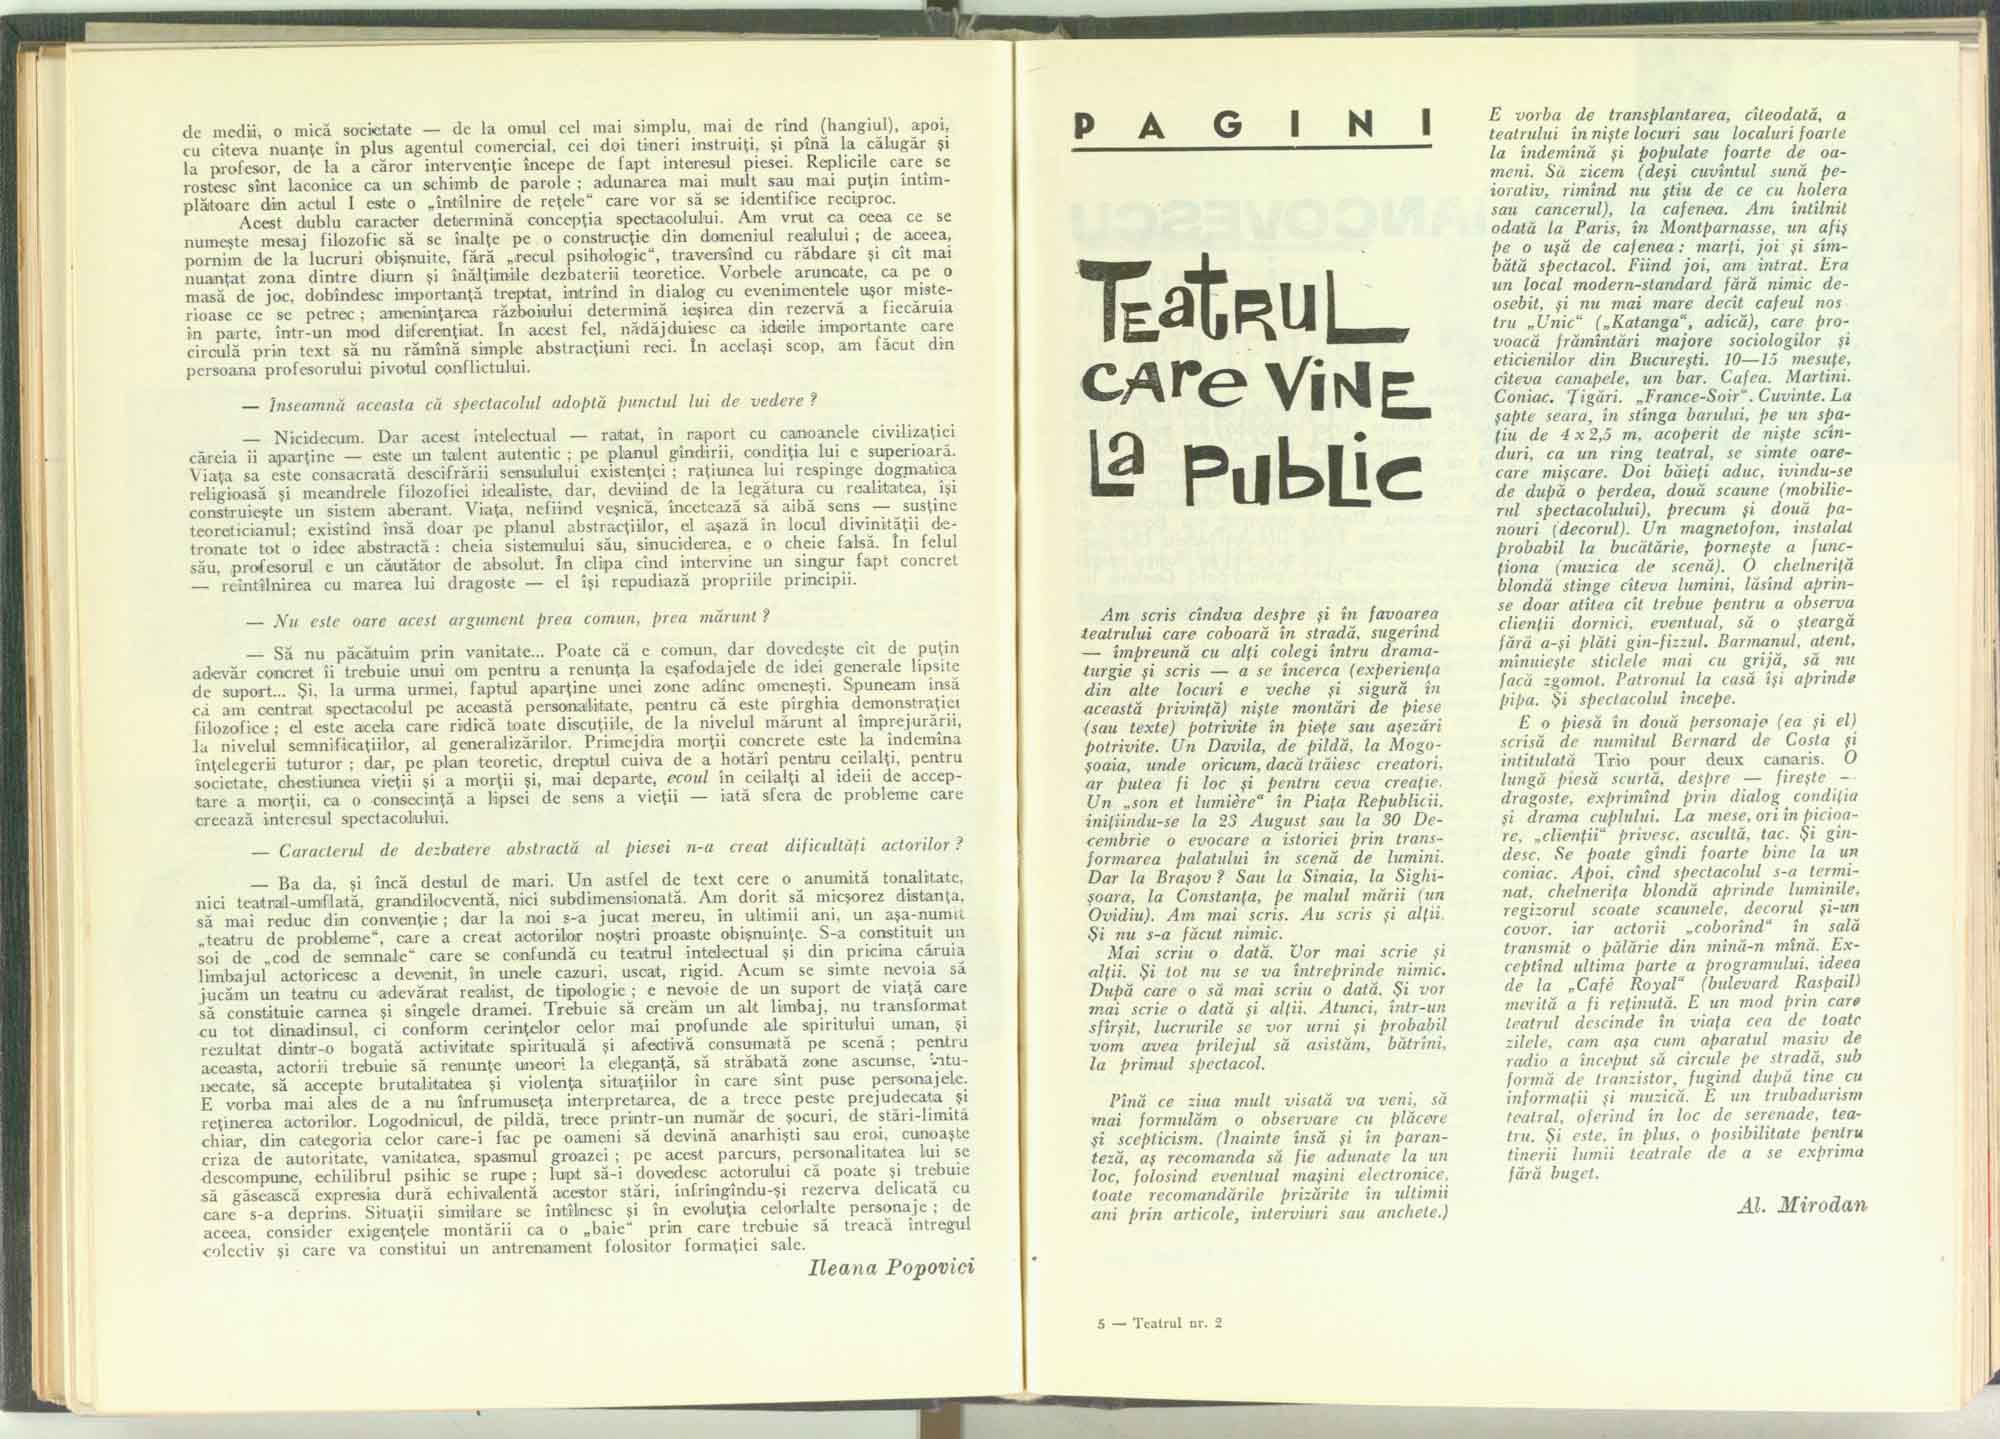 de medii, o mică societate — de la omul cel mai simplu, mai de rînd (hangiul), apoi,
cu cîteva nuanțe în plus agentul comercial, cei doi tineri instruiți, și pînă la călugăr și
la profesor, de la a căror intervenție începe de fapt interesul piesei. Replicile care se
rostesc sînt laconice ca un schimb de parole ; adunarea mai mult sau mai puțin întîm-
plătoare din actul I este o „întîlnire de rețele“ care vor să se identifice reciproc.
Acest dublu caracter determină concepția spectacolului. Am vrut ca ceea ce se
numește mesaj filozofic să se înalțe pe o construcție din domeniul realului ; de aceea,
pornim de la lucruri obișnuite, fără „recul psihologic“, traversînd cu răbdare și cît mai
nuanțat zona dintre diurn și înălțimile dezbaterii teoretice. Vorbele aruncate, ca pe o
masă de joc, dobîndesc importanță treptat, intrînd în dialog cu evenimentele ușor miste-
rioase ce se petrec ; amenințarea războiului determină ieșirea din rezervă a fiecăruia
în parte, într-un mod diferențiat. In acest fel, nădăjduiesc ca ideile importante care
circulă prin text să nu rămînă simple abstracțiuni reci. În același scop, am făcut din
persoana profesorului pivotul conflictului.
— Înseamnă aceasta că spectacolul adoptă punctul lui de vedere ?
— Nicidecum. Dar acest intelectual — ratat, în raport cu canoanele civilizației
căreia îi aparține — este un talent autentic ; pe planul gîndirii, condiția lui e superioară.
Viața sa este consacrată descifrării sensulului existenței ; rațiunea lui respinge dogmatica
religioasă și meandrele filozofiei idealiste, dar, deviind de la legătura cu realitatea, își
construiește un sistem aberant. Viața, nefiind veșnică, încetează să aibă sens — susține
teoreticianul; existînd însă doar pe planul abstracțiilor, el așază în locul divinității de-
tronate tot o idee abstractă : cheia sistemului său, sinuciderea, e o cheie falsă. În felul
său, profesorul e un căutător de absolut. În clipa cînd intervine un singur fapt concret
— reîntîlnirea cu marea lui dragoste — el își repudiază propriile principii.
— Nu este oare acest argument prea comun, prea mărunt ?
— Să nu păcătuim prin vanitate... Poate că e comun, dar dovedește cît de puțin
adevăr concret îi trebuie unui om pentru a renunța la eșafodajele de idei generale lipsite
de suport... Și, la urma urmei, faptul aparține unei zone adînc omenești. Spuneam însă
că am centrat spectacolul pe această personalitate, pentru că este pîrghia demonstrației
filozofice ; el este acela care ridică toate discuțiile, de la nivelul mărunt al împrejurării,
la nivelul semnificațiilor, al generalizărilor. Primejdia morții concrete este la îndemîna
înțelegerii tuturor ; dar, pe plan teoretic, dreptul cuiva de a hotărî pentru ceilalți, pentru
societate, chestiunea vieții și a morții și, mai departe, ecoul în ceilalți al ideii de accep-
tare a morții, ca o consecință a lipsei de sens a vieții — iată sfera de probleme care
creează interesul spectacolului.
— Caracterul de dezbatere abstractă al piesei n-a creat dificultăți actorilor ?
— Ba da, și încă destul de mari. Un astfel de text cere o anumită tonalitate,
nici teatral-umflată, grandilocventă, nici subdimensionată. Am dorit să micșorez distanța,
să mai reduc din convenție ; dar la noi s-a jucat mereu, în ultimii ani, un așa-numit
„teatru de probleme“, care a creat actorilor noștri proaste obișnuințe. S-a constituit un
soi de „cod de semnale“ care se confundă cu teatrul intelectual și din pricina căruia
limbajul actoricesc a devenit, în unele cazuri, uscat, rigid. Acum se simte nevoia să
jucăm un teatru cu adevărat realist, de tipologie ; e nevoie de un suport de viață care
să constituie carnea și sîngele dramei. Trebuie să creăm un alt limbaj, nu transformat
cu tot dinadinsul, ci conform cerințelor celor mai profunde ale spiritului uman, și
rezultat dintr-o bogată activitate spirituală și afectivă consumată pe scenă ; pentru
aceasta, actorii trebuie să renunțe uneori la eleganță, să străbată zone ascunse, întu-
necate, să accepte brutalitatea și violența situațiilor în care sînt puse personajele.
E vorba mai ales de a nu înfrumuseța interpretarea, de a trece peste prejudecata și
reținerea actorilor. Logodnicul, de pildă, trece printr-un număr de șocuri, de stări-limită
chiar, din categoria celor care-i fac pe oameni să devină anarhiști sau eroi, cunoaște
criza de autoritate, vanitatea, spasmul groazei ; pe acest parcurs, personalitatea lui se
descompune, echilibrul psihic se rupe ; lupt să-i dovedesc actorului că poate și trebuie
să găsească expresia dură echivalentă acestor stări, infringîndu-și rezerva delicată cu
care s-a deprins. Situații similare se întîlnesc și în evoluția celorlalte personaje ; de
aceea, consider exigențele montării ca o „baie“ prin care trebuie să treacă întregul
colectiv și care va constitui un antrenament folositor formației sale.
Ileana Popovici
PAGINI
TEatRUL
CARe VINE
La PUBLIC
Am scris cîndva despre și în favoarea
teatrului care coboară în stradă, sugerînd
— împreună cu alți colegi întru drama-
turgie și scris — a se încerca (experiența
din alte locuri e veche și sigură în
această privință) niște montări de piese
(sau texte) potrivite în piețe sau așezări
potrivite. Un Davila, de pildă, la Mogo-
șoaia, unde oricum, dacă trăiesc creatori,
ar putea fi loc și pentru ceva creație.
Un „son et lumière“ în Piața Republicii,
inițiindu-se la 23 August sau la 30 De-
cembrie o evocare a istoriei prin trans-
formarea palatului în scenă de lumini.
Dar la Brașov ? Sau la Sinaia, la Sighi-
șoara, la Constanța, pe malul mării (un
Ovidiu). Am mai scris. Au scris și alții.
Și nu s-a făcut nimic.
Mai scriu o dată. Vor mai scrie și
alții. Și tot nu se va întreprinde nimic.
După care o să mai scriu o dată. Și vor
mai scrie o dată și alții. Atunci, într-un
sfîrșit, lucrurile se vor urni și probabil
vom avea prilejul să asistăm, bătrîni,
la primul spectacol.
Pînă ce ziua mult visată va veni, să
mai formulăm o observare cu plăcere
și scepticism. (Inainte însă și în paran-
teză, aș recomanda să fie adunate la un
loc, folosind eventual mașini electronice,
toate recomandările prizărite în ultimii
ani prin articole, interviuri sau anchete.)
5 — Teatrul nr. 2
E vorba de transplantarea, cîteodată, a
teatrului în niște locuri sau localuri foarte
la îndemînă și populate foarte de oa-
meni. Să zicem (deși cuvîntul sună pe-
iorativ, rimînd nu știu de ce cu holera
sau cancerul), la cafenea. Am întîlnit
odată la Paris, în Montparnasse, un afiș
pe o ușă de cafenea : marți, joi și sîm-
bătă spectacol. Fiind joi, am intrat. Era
un local modern-standard fără nimic de-
osebit, și nu mai mare decît cafeul nos
tru „Unic“ („Katanga“, adică), care pro-
voacă frămîntări majore sociologilor și
eticienilor din București. 10—15 mesuțe,
cîteva canapele, un bar. Cafea. Martini.
Coniac. Țigări. „France-Soir“. Cuvinte. La
șapte seara, în stînga barului, pe un spa-
țiu de 4 x 2,5 m, acoperit de niște scîn-
duri, ca un ring teatral, se simte oare-
care mișcare. Doi băieți aduc, ivindu-se
de după o perdea, două scaune (mobilie-
rul spectacolului), precum și două pa-
nouri (decorul). Un magnetofon, instalat
probabil la bucătărie, pornește a func-
ționa (muzica de scenă). O chelneriță
blondă stinge cîteva lumini, lăsînd aprin-
se doar atîtea cît trebue pentru a observa
clienții dornici, eventual, să o șteargă
fără a-și plăti gin-fizzul. Barmanul, atent,
mînuiește sticlele mai cu grijă, să nu
facă zgomot. Patronul la casă își aprinde
pipa. Și spectacolul începe.
E o piesă în două personaje (ea și el)
scrisă de numitul Bernard de Costa și
intitulată Trio pour deux canaris. O
lungă piesă scurtă, despre — firește —
dragoste, exprimînd prin dialog condiția
și drama cuplului. La mese, ori în picioa-
re, „clienții“ privesc, ascultă, tac. Și gîn-
desc. Se poate gîndi foarte bine la un
coniac. Apoi, cînd spectacolul s-a termi-
nat, chelnerița blondă aprinde luminile,
regizorul scoate scaunele, decorul și-un
covor, iar actorii „coborînd“ în sală
transmit o pălărie din mînă-n mînă. Ex-
ceptînd ultima parte a programului, ideea
de la „Café Royal“ (bulevard Raspail)
merită a fi reținută. E un mod prin care
teatrul descinde în viața cea de toate
zilele, cam așa cum aparatul masiv de
radio a început să circule pe stradă, sub
formă de tranzistor, fugind după tine cu
informații și muzică. E un trubadurism
teatral, oferind în loc de serenade, tea-
tru. Și este, în plus, o posibilitate pentru
tinerii lumii teatrale de a se exprima
fără buget.
Al. Mirodan